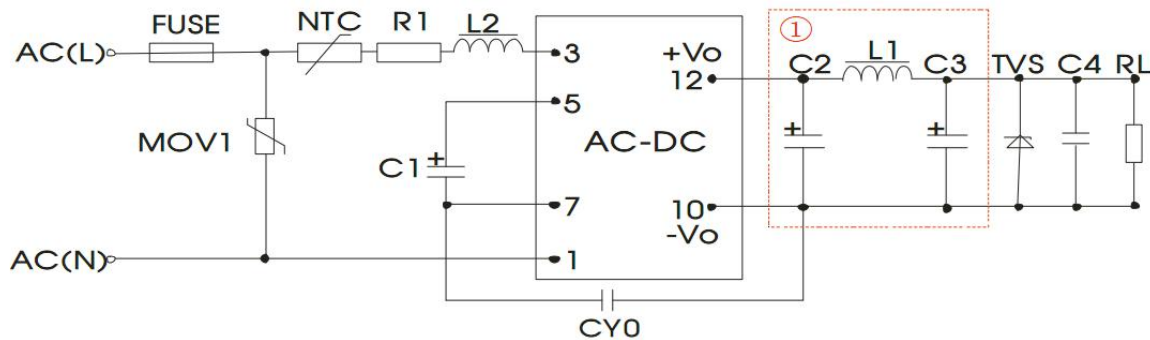 FUSE NTC R1 L2
AC(L) 3
MOV1
5
C1 +
7
AC(N) 1
AC-DC
+Vo
12
10
-Vo
CY0
①
C2 L1 C3 TVS C4 RL
+ +